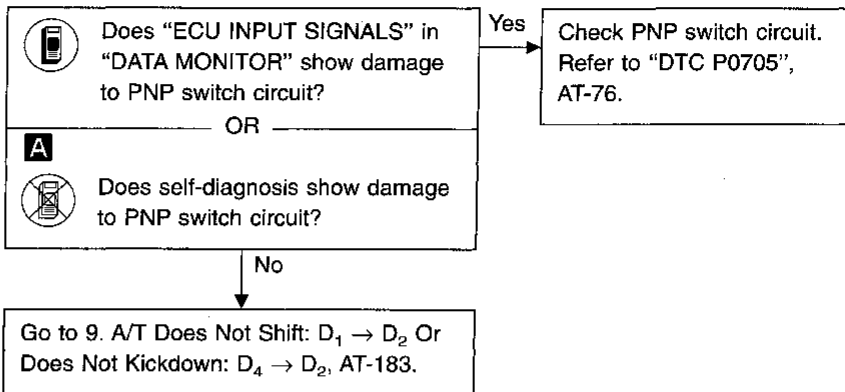 Does “ECU INPUT SIGNALS” in
“DATA MONITOR” show damage
to PNP switch circuit?
Yes
Check PNP switch circuit.
Refer to “DTC P0705”,
AT-76.
OR
A
Does self-diagnosis show damage
to PNP switch circuit?
No
Go to 9. A/T Does Not Shift: D₁ → D₂ Or
Does Not Kickdown: D₄ → D₂, AT-183.